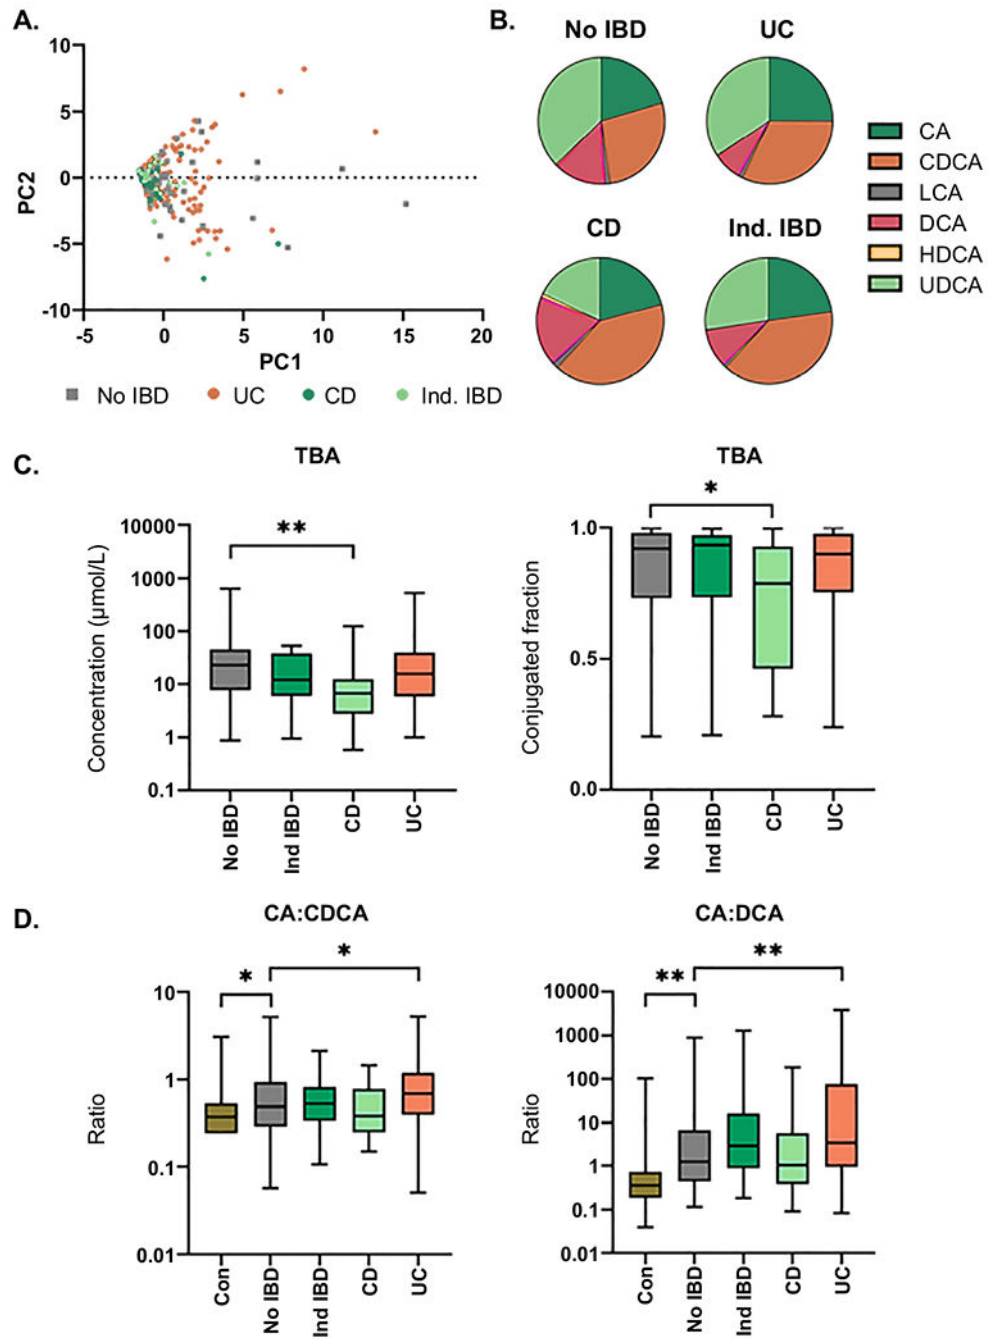 A.
10
5
0
-5
-10
PC2
-5
0
5
10
15
20
PC1
No IBD
UC
CD
Ind. IBD
B.
No IBD
UC
CD
Ind. IBD
CA
CDCA
LCA
DCA
HDCA
UDCA
C.
TBA
**
10000
1000
100
10
1
0.1
Concentration (µmol/L)
No IBD
Ind IBD
CD
UC
TBA
*
1.0
0.5
0.0
Conjugated fraction
No IBD
Ind IBD
CD
UC
D.
CA:CDCA
*
*
10
1
0.1
0.01
Ratio
Con
No IBD
Ind IBD
CD
UC
CA:DCA
**
**
10000
1000
100
10
1
0.1
0.01
Ratio
Con
No IBD
Ind IBD
CD
UC